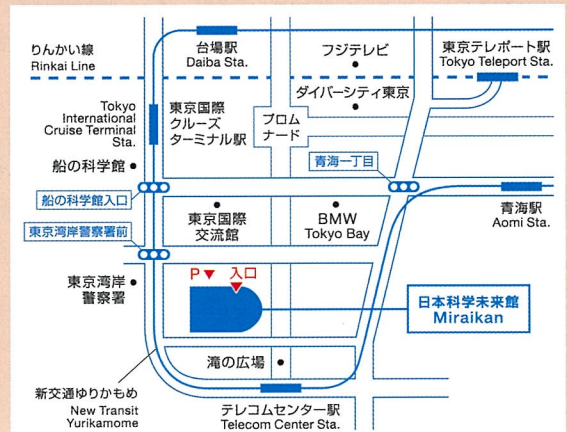 りんかい線
Rinkai Line
台場駅
Daiba Sta.
フジテレビ
東京テレポート駅
Tokyo Teleport Sta.
ダイバーシティ東京
Tokyo
International
Cruise Terminal
Sta.
東京国際
クルーズ
ターミナル駅
プロム
ナード
船の科学館
青海一丁目
船の科学館入口
東京国際
交流館
BMW
Tokyo Bay
青海駅
Aomi Sta.
東京湾岸警察署前
P
入口
東京湾岸
警察署
日本科学未来館
Miraikan
滝の広場
新交通ゆりかもめ
New Transit
Yurikamome
テレコムセンター駅
Telecom Center Sta.